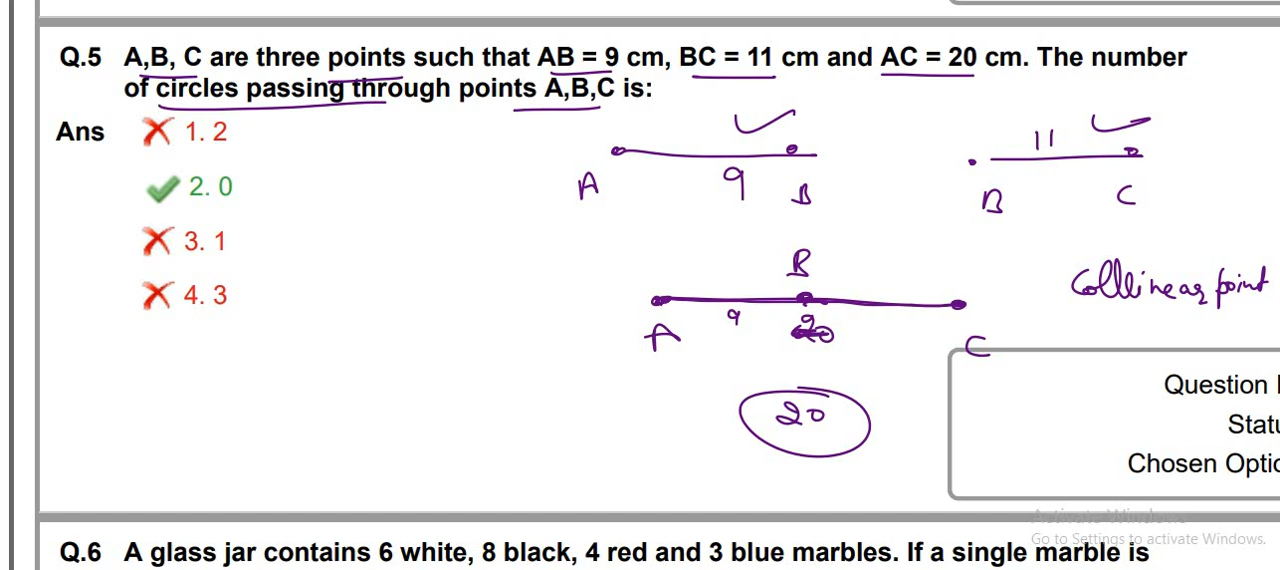 Q.5 A,B, C are three points such that AB = 9 cm, BC = 11 cm and AC = 20 cm. The number
of circles passing through points A,B,C is:
Ans 1. 2
2. 0
3. 1
4. 3
A 9 B
11
B C
B
A 9 20 C
Colllinear point
20
Question
Statu
Chosen Optio
Activate Windows
Go to Settings to activate Windows.
Q.6 A glass jar contains 6 white, 8 black, 4 red and 3 blue marbles. If a single marble is